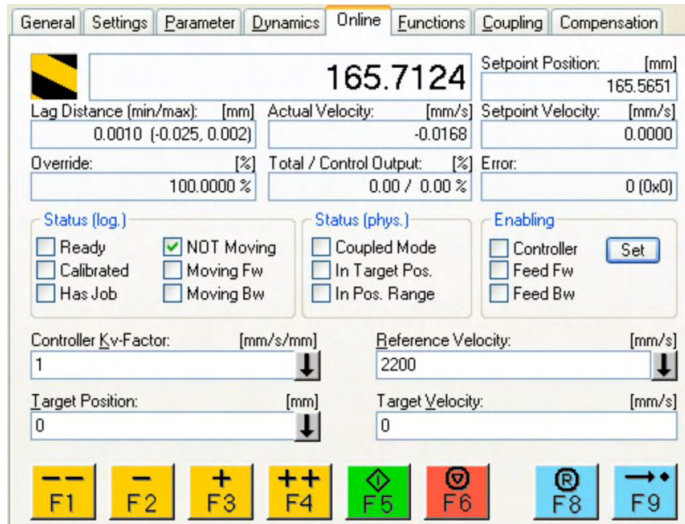 General Settings Parameter Dynamics Online Functions Coupling Compensation
165.7124
Setpoint Position: [mm]
165.5651
Lag Distance (min/max): [mm] Actual Velocity: [mm/s] Setpoint Velocity: [mm/s]
0.0010 (-0.025, 0.002) -0.0168 0.0000
Override: [%] Total / Control Output: [%] Error:
100.0000 % 0.00 / 0.00 % 0 (0x0)
Status (log.) Status (phys.) Enabling
Ready NOT Moving Coupled Mode Controller Set
Calibrated Moving Fw In Target Pos. Feed Fw
Has Job Moving Bw In Pos. Range Feed Bw
Controller Kv-Factor: [mm/s/mm] Reference Velocity: [mm/s]
1 2200
Target Position: [mm] Target Velocity: [mm/s]
0 0
-- - + ++ R
F1 F2 F3 F4 F5 F6 F8 F9